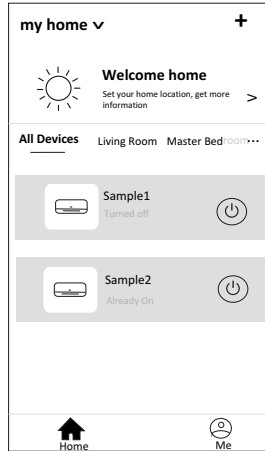 my home
Welcome home
Set your home location, get more
information
All Devices Living Room Master Bedroom
Sample1
Turned off
Sample2
Already On
Home
Me